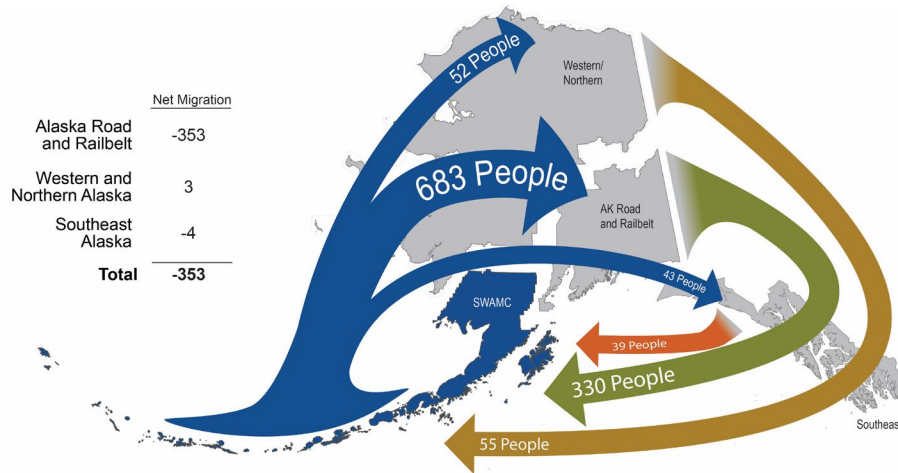 52 People
Western/
Northern
Net Migration
Alaska Road
and Railbelt
-353
Western and
Northern Alaska
3
Southeast
Alaska
-4
Total
-353
683 People
AK Road
and Railbelt
43 People
SWAMC
39 People
330 People
55 People
Southeast